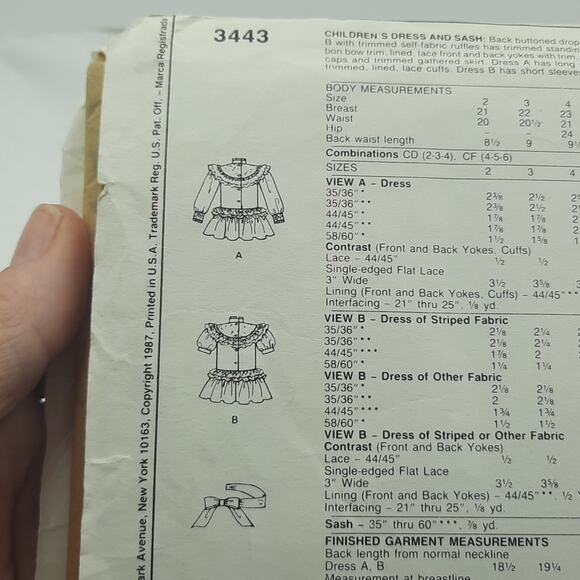 3443
CHILDREN'S DRESS AND SASH: Back buttoned drop
B with trimmed self-fabric ruffles has trimmed standin
bon bow trim, lined, lace front and back yokes with trim,
caps and trimmed gathered skirt. Dress A has long
trimmed, lined, lace cuffs. Dress B has short sleeve
BODY MEASUREMENTS
Size 2 3 4
Breast 21 22 23
Waist 20 20½ 21
Hip - - 24
Back waist length 8½ 9 9½
Combinations CD (2-3-4), CF (4-5-6)
SIZES 2 3 4
VIEW A - Dress
35/36"* 2⅜ 2½
35/36"** 2⅜ 2½
44/45"* 1⅞ 1⅞ 2
44/45"** 1⅞ 1⅞
58/60"* 1½ 1⅝
Contrast (Front and Back Yokes, Cuffs)
Lace - 44/45" ½ ½
Single-edged Flat Lace
3" Wide 3½ 3⅝
Lining (Front and Back Yokes, Cuffs) - 44/45"**
Interfacing - 21" thru 25", ⅛ yd.
VIEW B - Dress of Striped Fabric
35/36"* 2⅛ 2¼
35/36"** 2⅛ 2¼
44/45"*** 1⅞ 2
58/60"* 1¼ 1¼
VIEW B - Dress of Other Fabric
35/36"* 2⅛ 2⅛
35/36"** 2 2⅛
44/45"*** 1¾ 1¾
58/60"* 1½ 1½
VIEW B - Dress of Striped or Other Fabric
Contrast (Front and Back Yokes)
Lace - 44/45" ½ ½
Single-edged Flat Lace
3" Wide 3½ 3⅝
Lining (Front and Back Yokes) - 44/45"**, ½ Y
Interfacing - 21" thru 25", ⅛ yd.
Sash - 35" thru 60"***, ⅞ yd.
FINISHED GARMENT MEASUREMENTS
Back length from normal neckline
Dress A, B 18½ 19¼
Measurement at breastline
A
B
ark Avenue, New York 10163, Copyright 1987, Printed in U.S.A. Trademark Reg. U.S. Pat. Off. - Marca Registrada